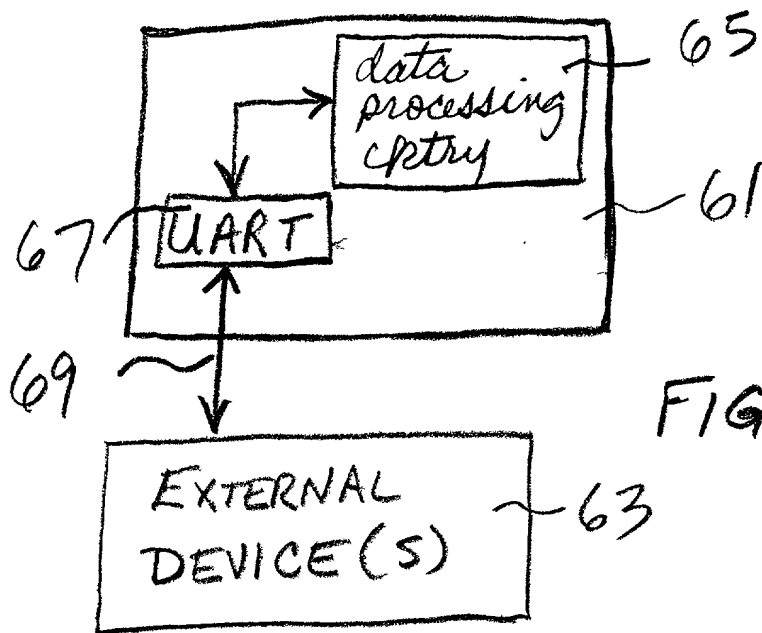 data
processing
cktry
65
61
UART
67
69
FIG
EXTERNAL
DEVICE(S)
63